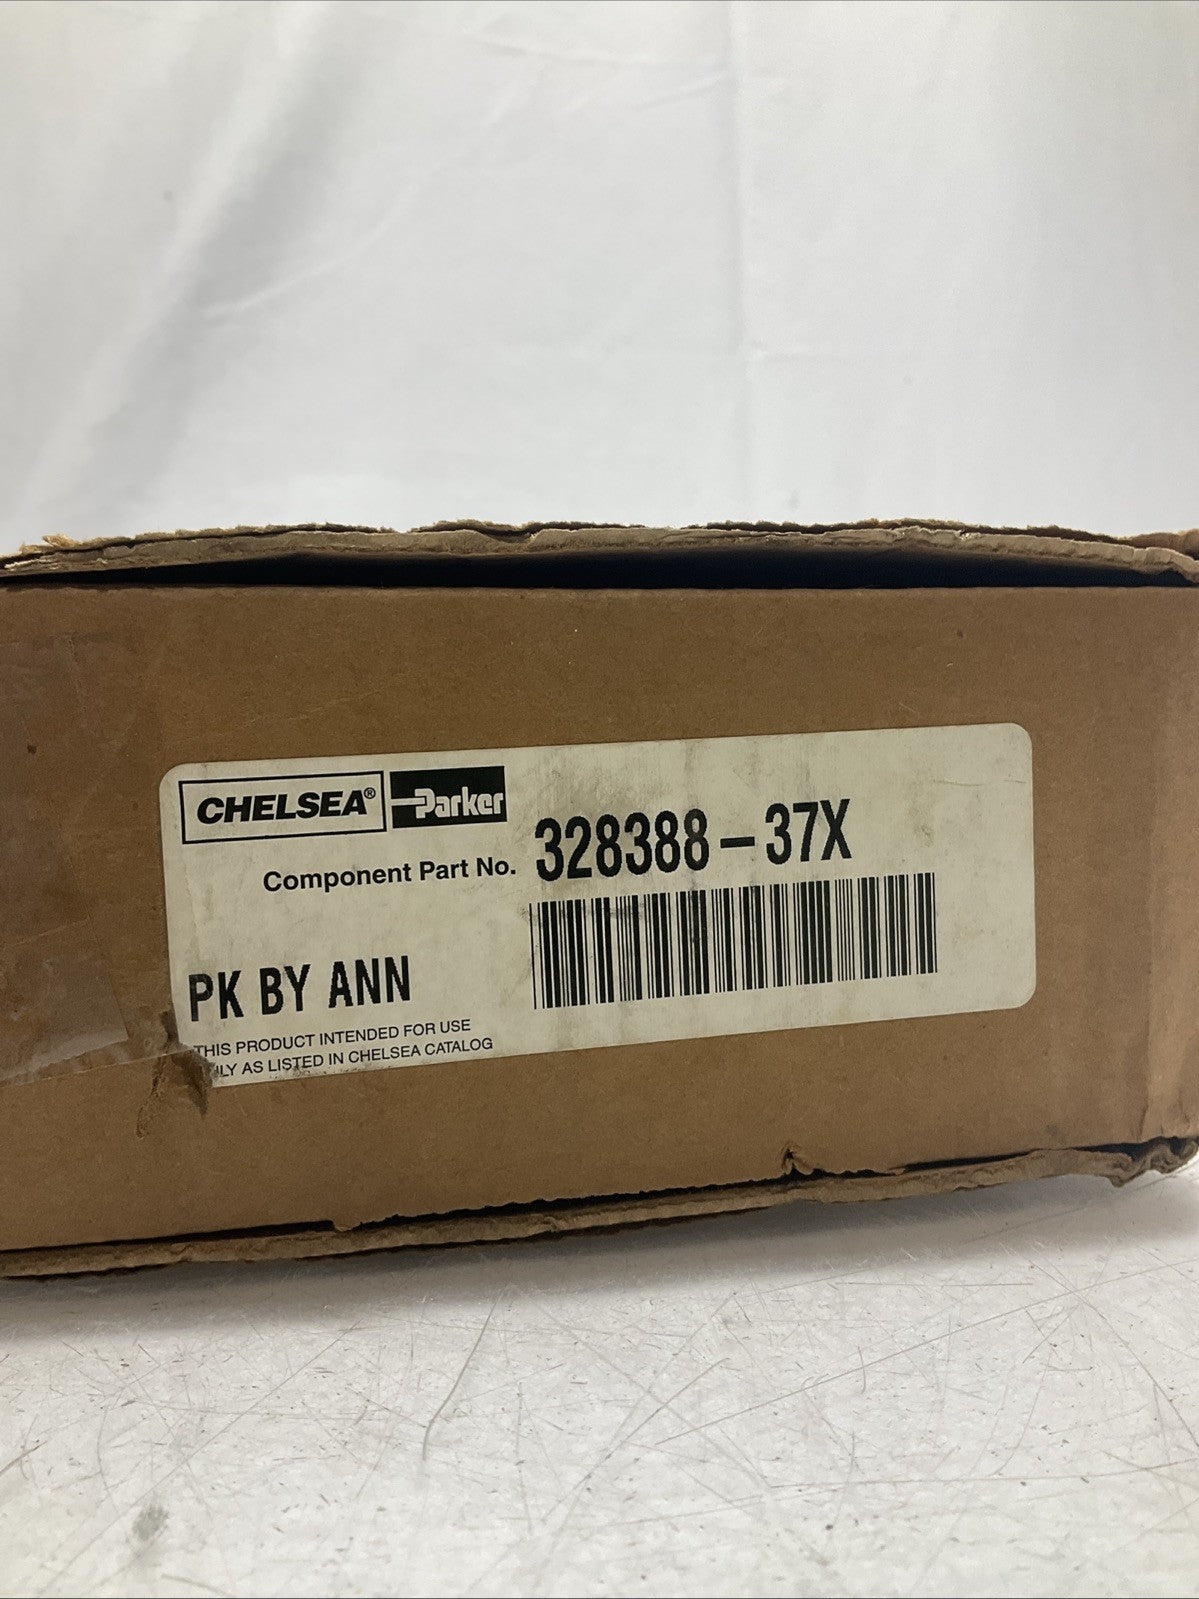 CHELSEA® Parker
Component Part No. 328388-37X
PK BY ANN
THIS PRODUCT INTENDED FOR USE
AS LISTED IN CHELSEA CATALOG